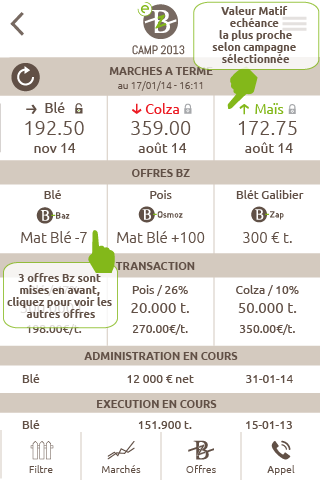 Valeur Matif
echéance
la plus proche
selon campagne
sélectionnée
é
Bz
CAMP 2013
MARCHES A TERME
au 17/01/14 - 16:11
Blé Colza Maïs
192.50 359.00 172.75
nov 14 août 14 août 14
OFFRES BZ
Blé Pois Blét Galibier
B-Baz B-Osmoz B-Zap
Mat Blé -7 Mat Blé +100 300 € t.
TRANSACTION
3 offres Bz sont
mises en avant,
cliquez pour voir les
autres offres
Pois / 26% Colza / 10%
20.000 t. 50.000 t.
198.00€/t. 270.00€/t. 350.00€/t.
ADMINISTRATION EN COURS
Blé 12 000 € net 31-01-14
EXECUTION EN COURS
Blé 151.900 t. 15-01-13
Filtre Marchés Offres Appel